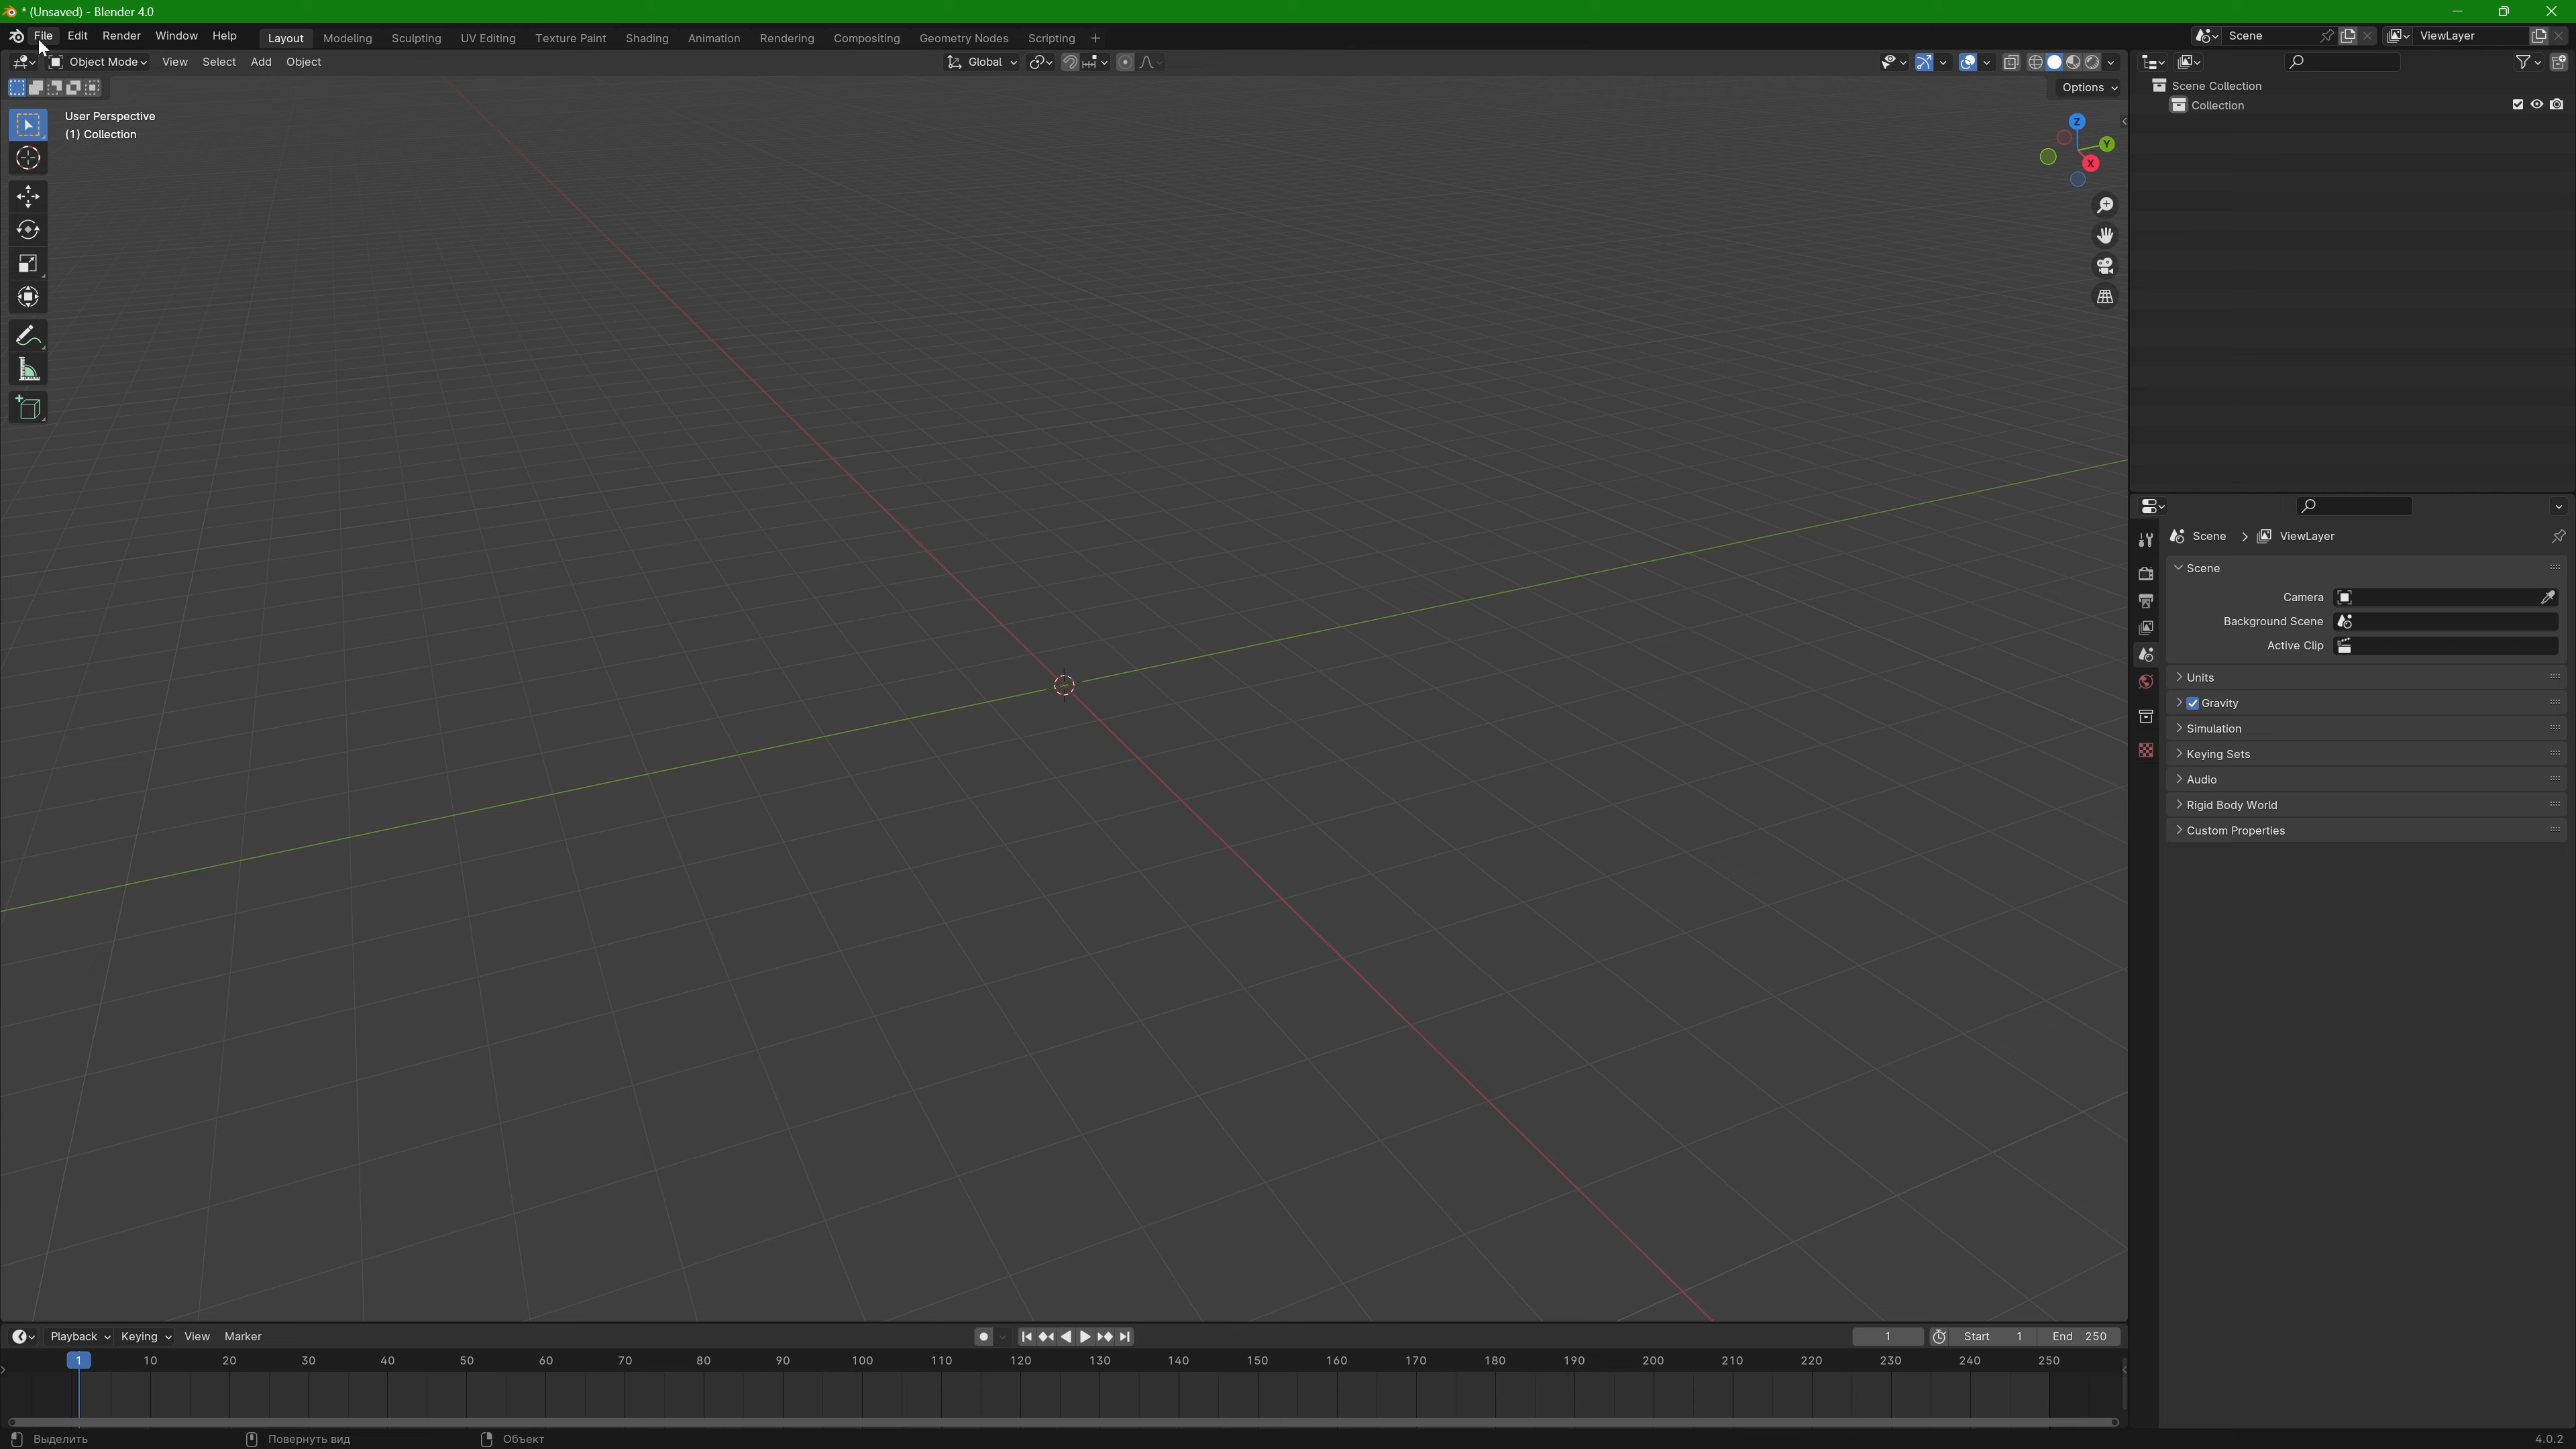 * (Unsaved) - Blender 4.0
File Edit Render Window Help Layout Modeling Sculpting UV Editing Texture Paint Shading Animation Rendering Compositing Geometry Nodes Scripting + Scene ViewLayer
Object Mode View Select Add Object Global
Options
User Perspective
(1) Collection
Z
Y
X
Scene Collection
Collection
Scene > ViewLayer
Scene
Camera
Background Scene
Active Clip
Units
Gravity
Simulation
Keying Sets
Audio
Rigid Body World
Custom Properties
Playback Keying View Marker 1 Start 1 End 250
1 10 20 30 40 50 60 70 80 90 100 110 120 130 140 150 160 170 180 190 200 210 220 230 240 250
Выделить Повернуть вид Объект 4.0.2